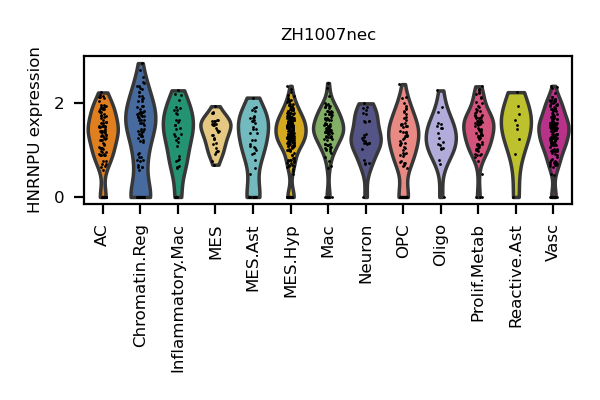 ZH1007nec
HNRNPU expression
2
0
AC
Chromatin.Reg
Inflammatory.Mac
MES
MES.Ast
MES.Hyp
Mac
Neuron
OPC
Oligo
Prolif.Metab
Reactive.Ast
Vasc